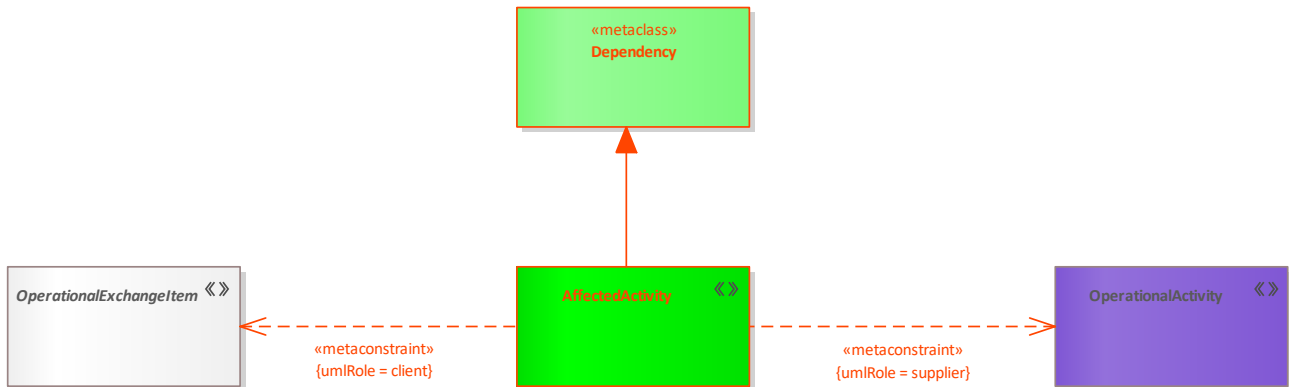 «metaclass»
Dependency
OperationalExchangeItem
AffectedActivity
OperationalActivity
«metaconstraint»
{umlRole = client}
«metaconstraint»
{umlRole = supplier}